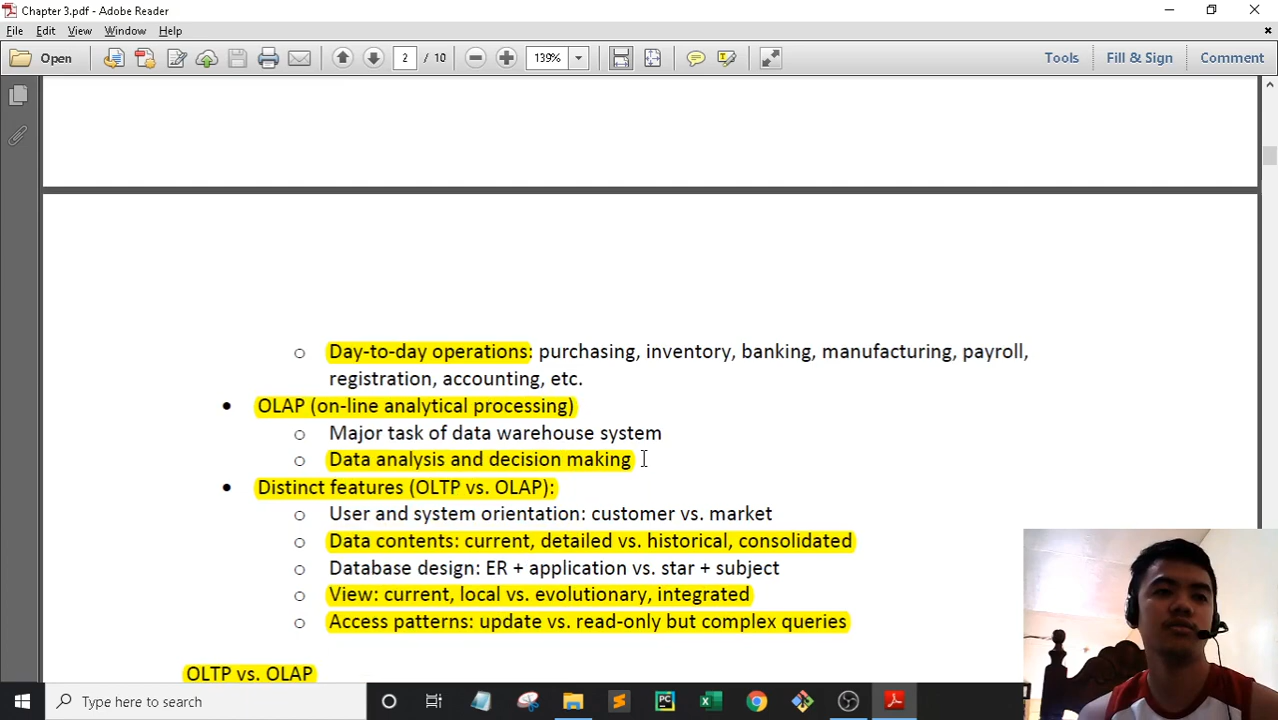 Chapter 3.pdf - Adobe Reader
File Edit View Window Help
Open 2 / 10 139% Tools Fill & Sign Comment
o Day-to-day operations: purchasing, inventory, banking, manufacturing, payroll,
registration, accounting, etc.
• OLAP (on-line analytical processing)
o Major task of data warehouse system
o Data analysis and decision making
• Distinct features (OLTP vs. OLAP):
o User and system orientation: customer vs. market
o Data contents: current, detailed vs. historical, consolidated
o Database design: ER + application vs. star + subject
o View: current, local vs. evolutionary, integrated
o Access patterns: update vs. read-only but complex queries
OLTP vs. OLAP
Type here to search
PC